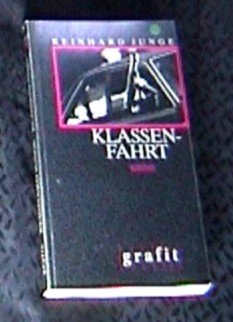 REINHARD JUNGE
KLASSEN-
FAHRT
grafit